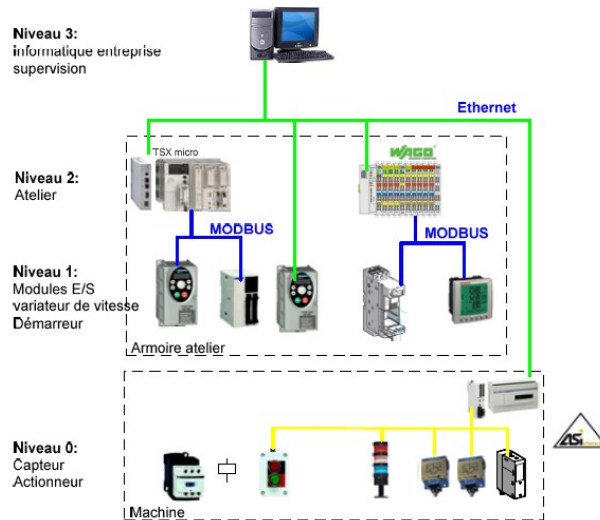 Niveau 3:
Informatique entreprise
supervision
Ethernet
TSX micro
WAGO
Niveau 2:
Atelier
MODBUS
MODBUS
Niveau 1:
Modules E/S
variateur de vitesse
Démarreur
Armoire atelier
Niveau 0:
Capteur
Actionneur
ASi
Machine